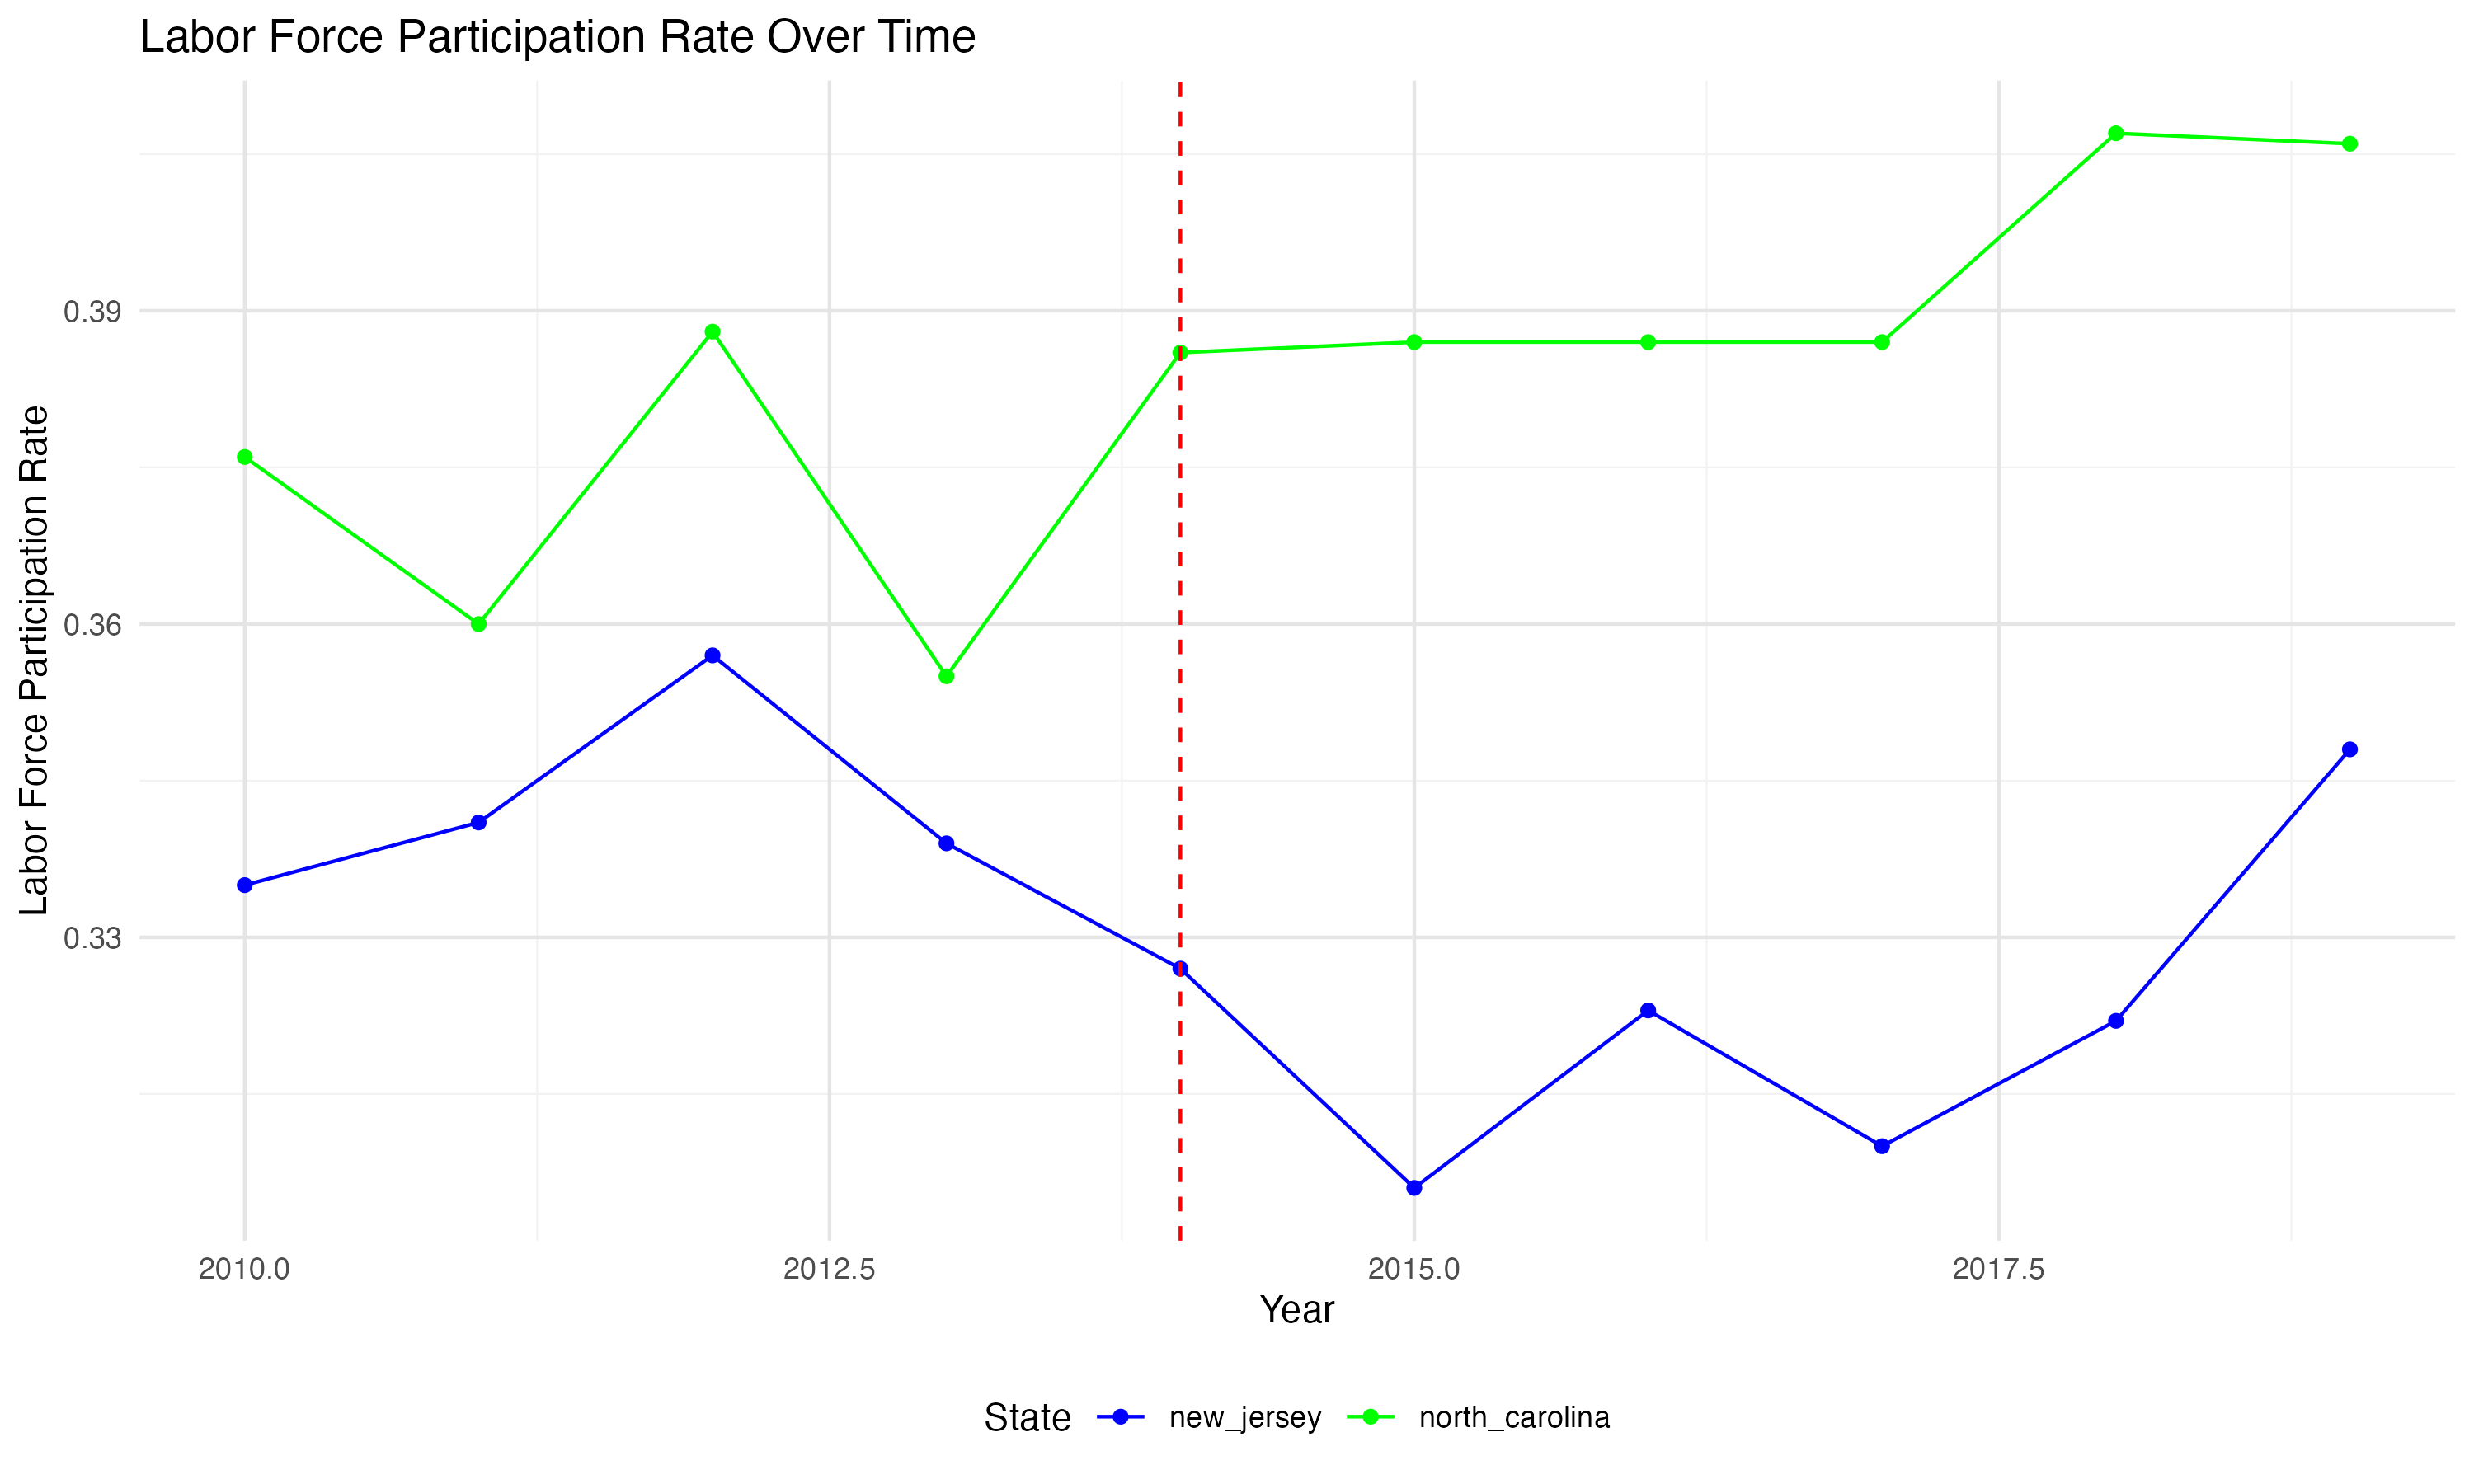 Labor Force Participation Rate Over Time
Labor Force Participation Rate
0.39
0.36
0.33
2010.0 2012.5 2015.0 2017.5
Year
State new_jersey north_carolina